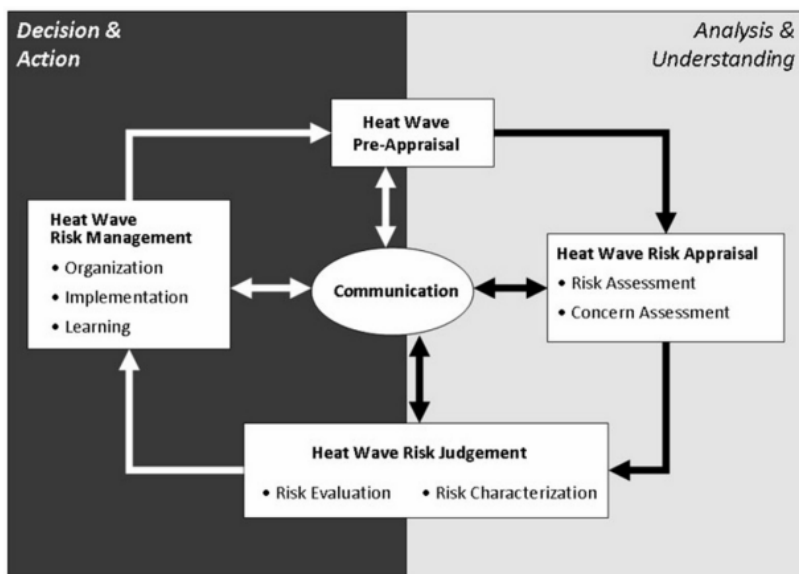 Decision &
Action
Analysis &
Understanding
Heat Wave
Pre-Appraisal
Heat Wave
Risk Management
• Organization
• Implementation
• Learning
Communication
Heat Wave Risk Appraisal
• Risk Assessment
• Concern Assessment
Heat Wave Risk Judgement
• Risk Evaluation • Risk Characterization